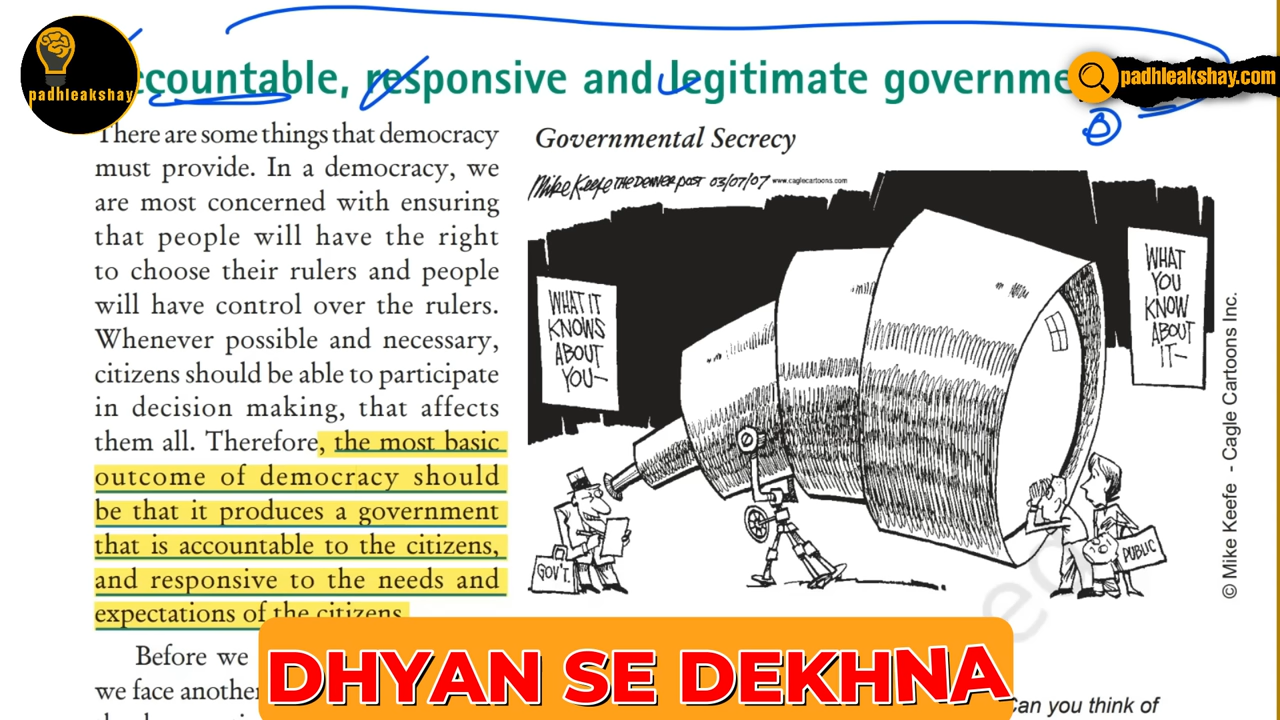 padhleakshay
countable, responsive and legitimate governme
padhleakshay.com
There are some things that democracy
must provide. In a democracy, we
are most concerned with ensuring
that people will have the right
to choose their rulers and people
will have control over the rulers.
Whenever possible and necessary,
citizens should be able to participate
in decision making, that affects
them all. Therefore, the most basic
outcome of democracy should
be that it produces a government
that is accountable to the citizens,
and responsive to the needs and
expectations of the citizens.
Before we
we face another
Governmental Secrecy
Mike Keefe THE DENVER POST 03/07/07 www.caglecartoons.com
WHAT IT
KNOWS
ABOUT
YOU—
WHAT
YOU
KNOW
ABOUT
IT—
GOV'T.
PUBLIC
© Mike Keefe - Cagle Cartoons Inc.
Can you think of
DHYAN SE DEKHNA